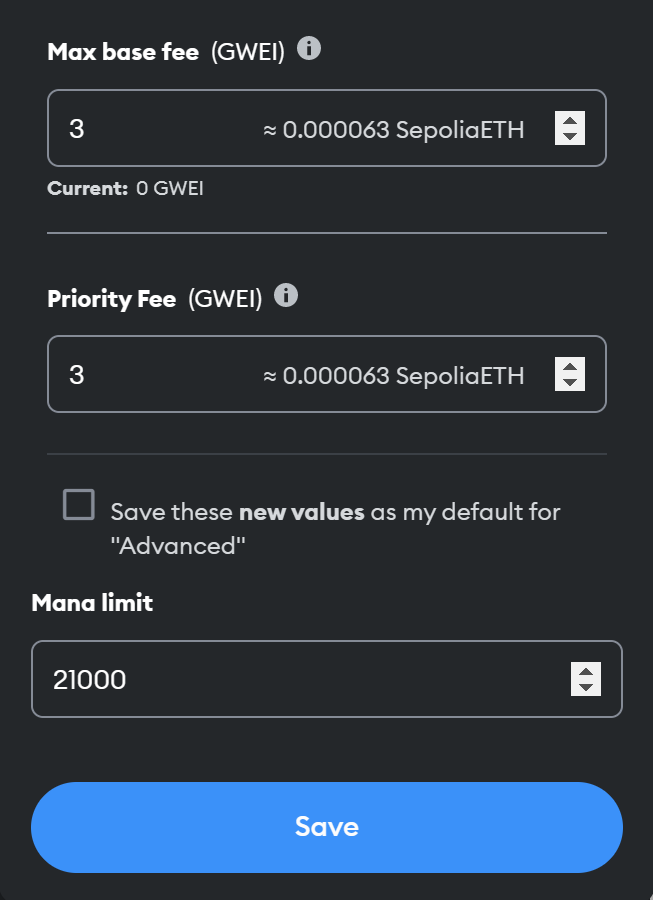 Max base fee (GWEI)
3 ≈ 0.000063 SepoliaETH
Current: 0 GWEI
Priority Fee (GWEI)
3 ≈ 0.000063 SepoliaETH
Save these new values as my default for
"Advanced"
Mana limit
21000
Save